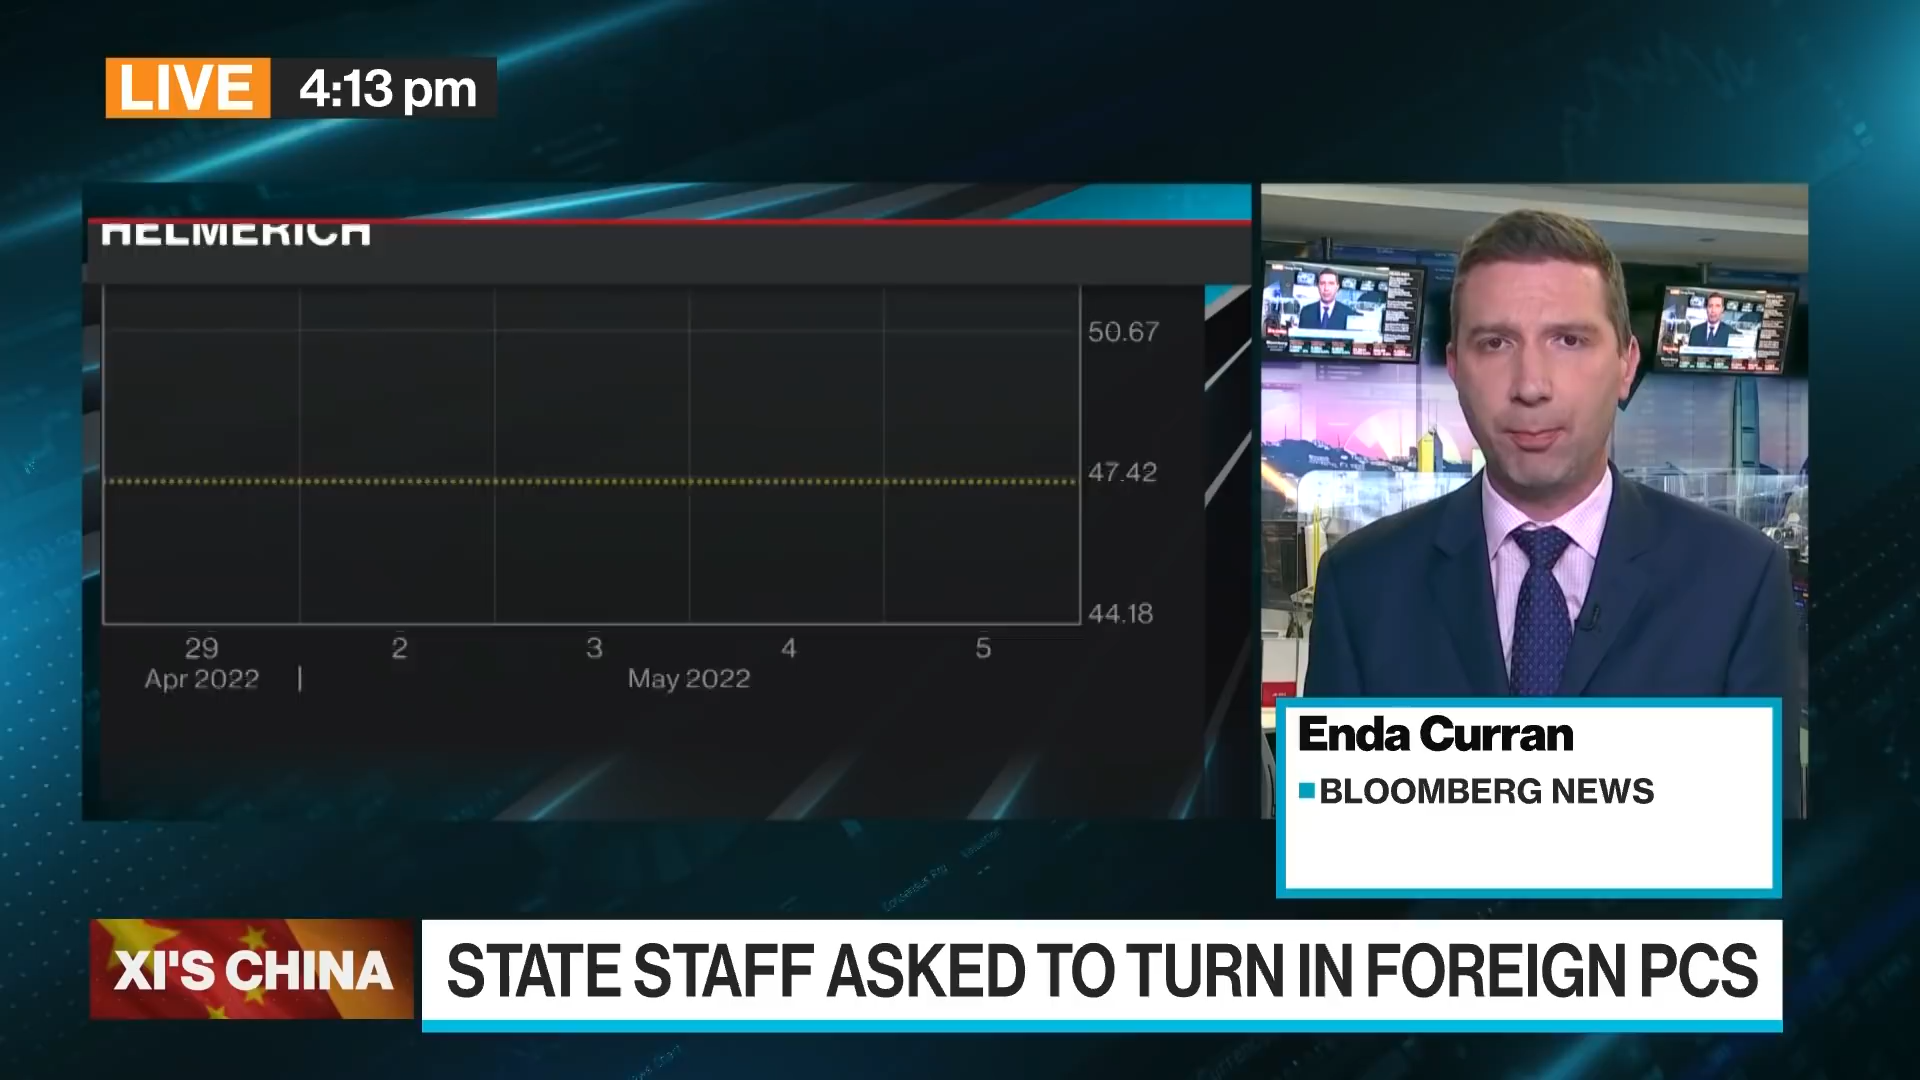 LIVE 4:13 pm
HELMERICH
50.67
47.42
44.18
29 2 3 4 5
Apr 2022 | May 2022
Enda Curran
BLOOMBERG NEWS
XI'S CHINA
STATE STAFF ASKED TO TURN IN FOREIGN PCS